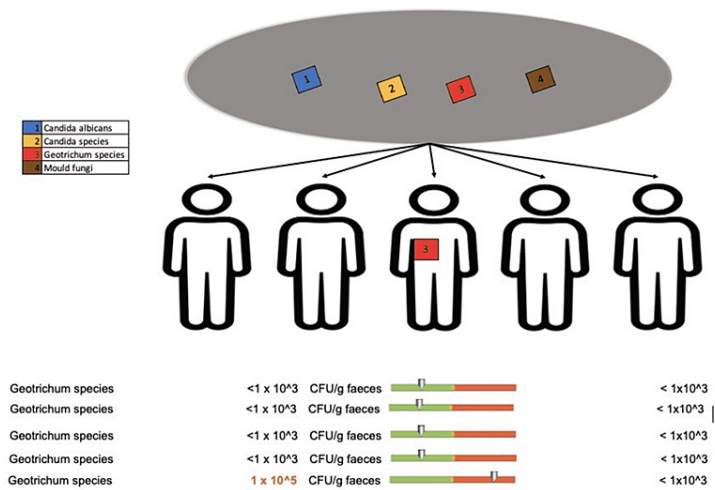 1 2 3 4
1 Candida albicans
2 Candida species
3 Geotrichum species
4 Mould fungi
3
Geotrichum species <1 x 10^3 CFU/g faeces < 1x10^3
Geotrichum species <1 x 10^3 CFU/g faeces < 1x10^3
Geotrichum species <1 x 10^3 CFU/g faeces < 1x10^3
Geotrichum species <1 x 10^3 CFU/g faeces < 1x10^3
Geotrichum species 1 x 10^5 CFU/g faeces < 1x10^3